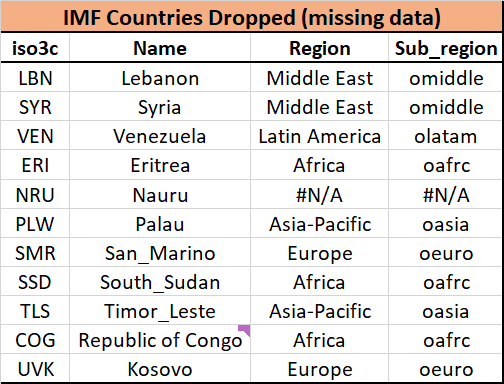 IMF Countries Dropped (missing data)
iso3c Name Region Sub_region
LBN Lebanon Middle East omiddle
SYR Syria Middle East omiddle
VEN Venezuela Latin America olatam
ERI Eritrea Africa oafrc
NRU Nauru #N/A #N/A
PLW Palau Asia-Pacific oasia
SMR San_Marino Europe oeuro
SSD South_Sudan Africa oafrc
TLS Timor_Leste Asia-Pacific oasia
COG Republic of Congo Africa oafrc
UVK Kosovo Europe oeuro